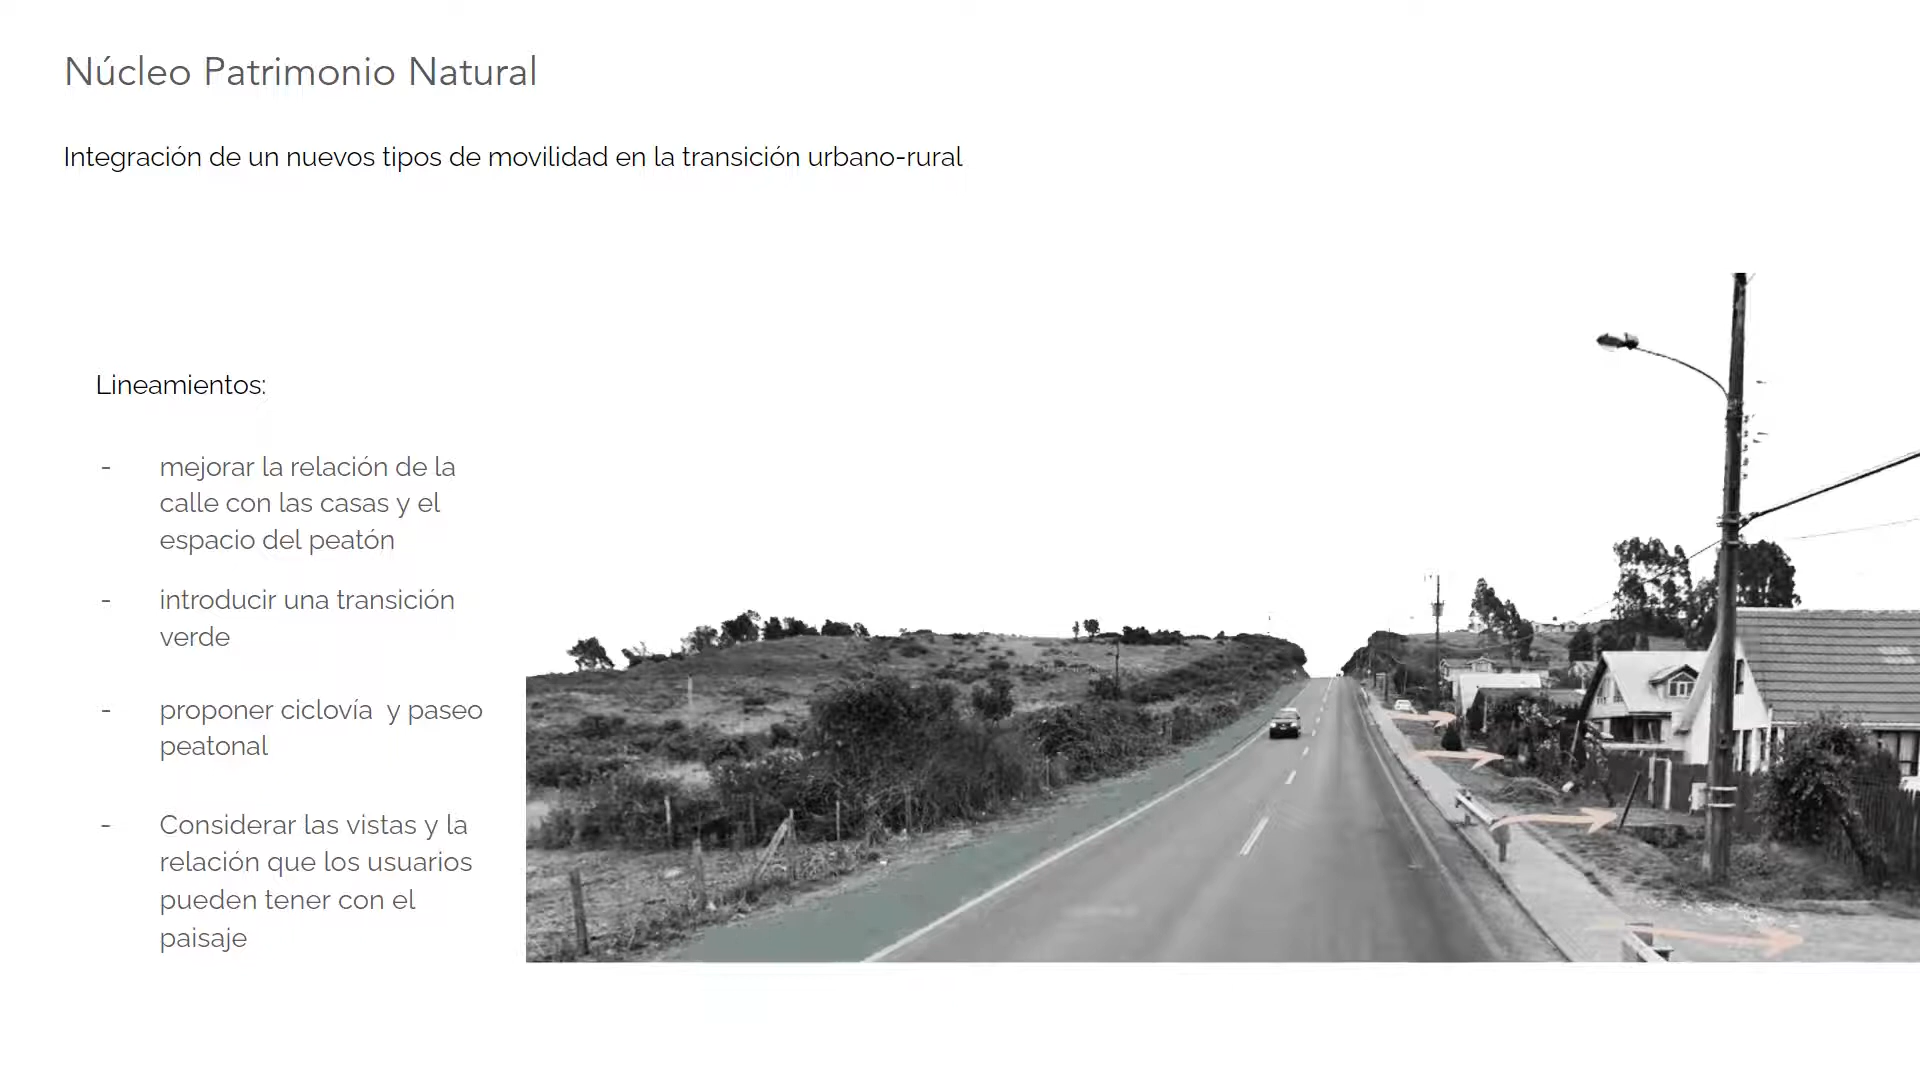 Núcleo Patrimonio Natural
Integración de un nuevos tipos de movilidad en la transición urbano-rural
Lineamientos:
- mejorar la relación de la
calle con las casas y el
espacio del peatón
- introducir una transición
verde
- proponer ciclovía y paseo
peatonal
- Considerar las vistas y la
relación que los usuarios
pueden tener con el
paisaje